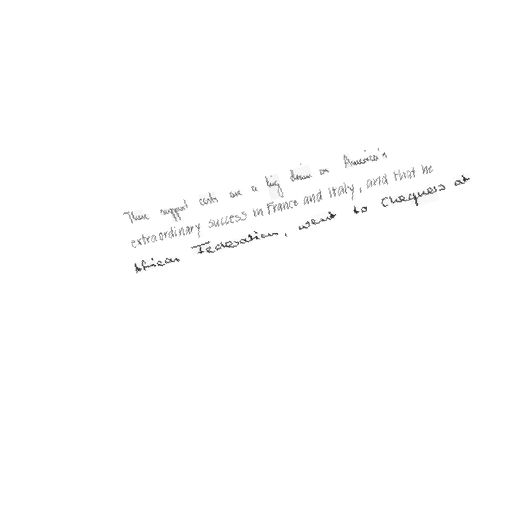 These support costs are a big drain on America's
extraordinary success in France and Italy, and that he
African Federation, went to Chequers at